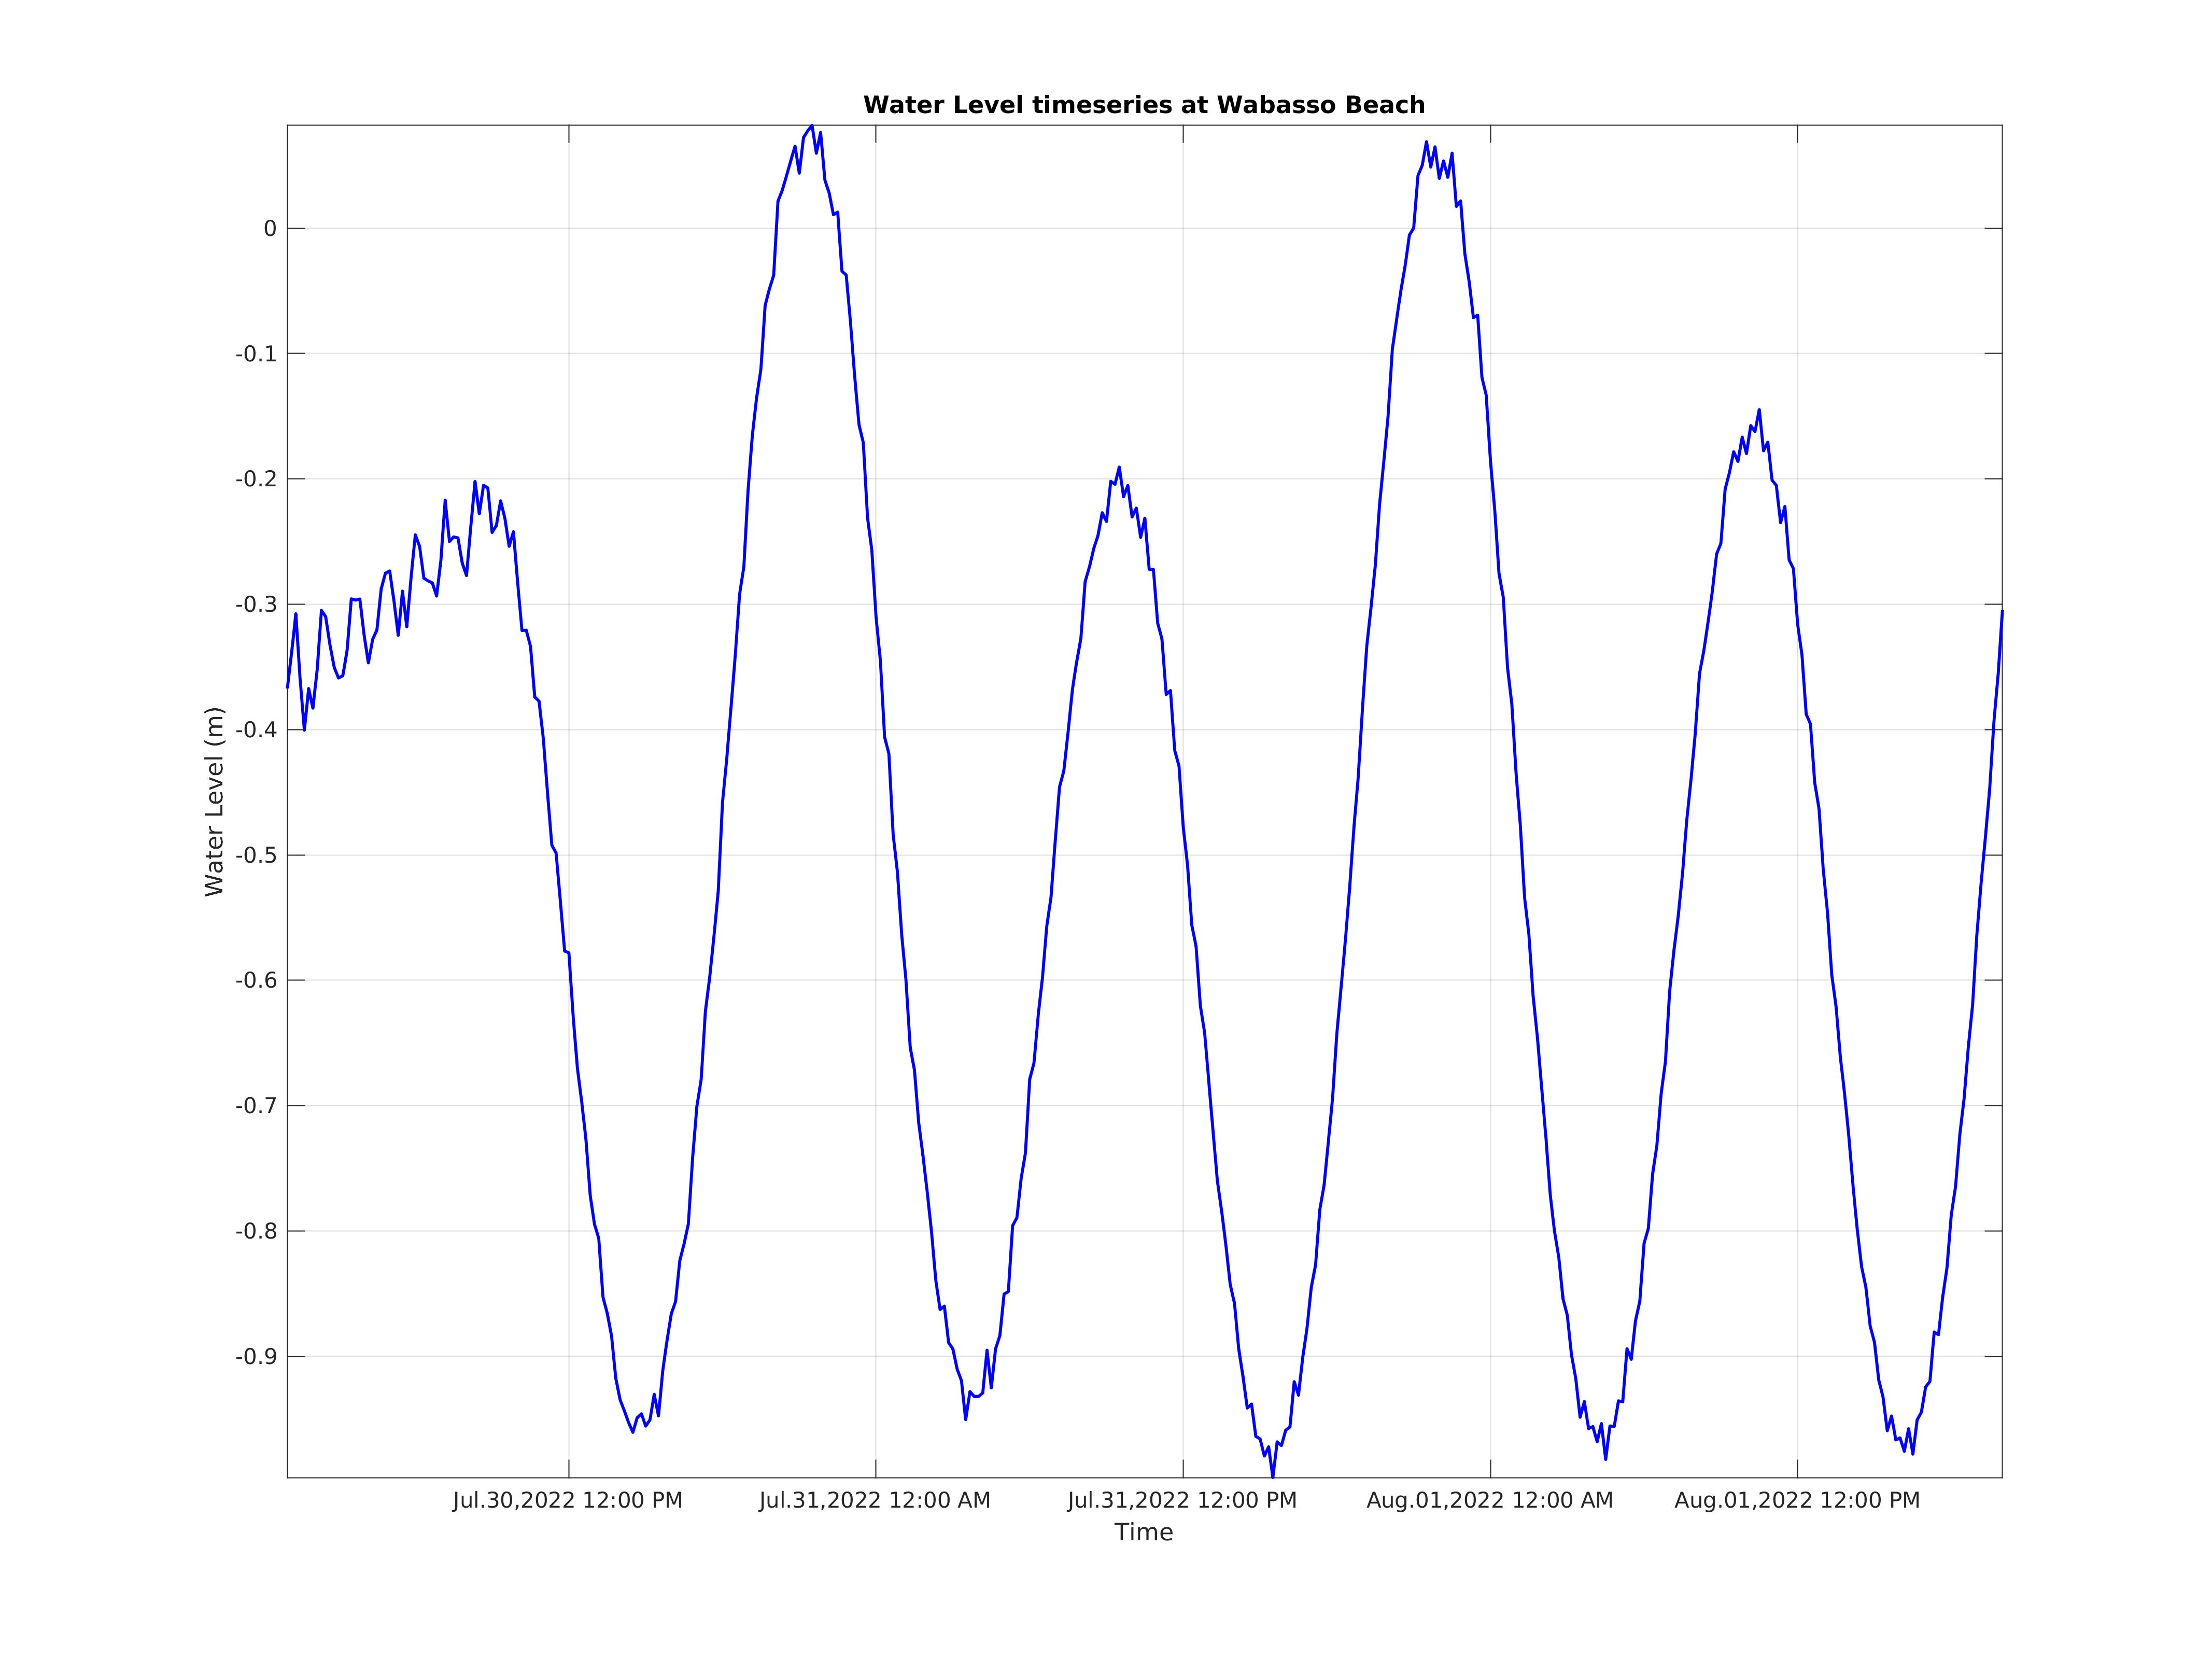 Water Level timeseries at Wabasso Beach
0
-0.1
-0.2
-0.3
-0.4
-0.5
-0.6
-0.7
-0.8
-0.9
Water Level (m)
Jul.30,2022 12:00 PM
Jul.31,2022 12:00 AM
Jul.31,2022 12:00 PM
Aug.01,2022 12:00 AM
Aug.01,2022 12:00 PM
Time